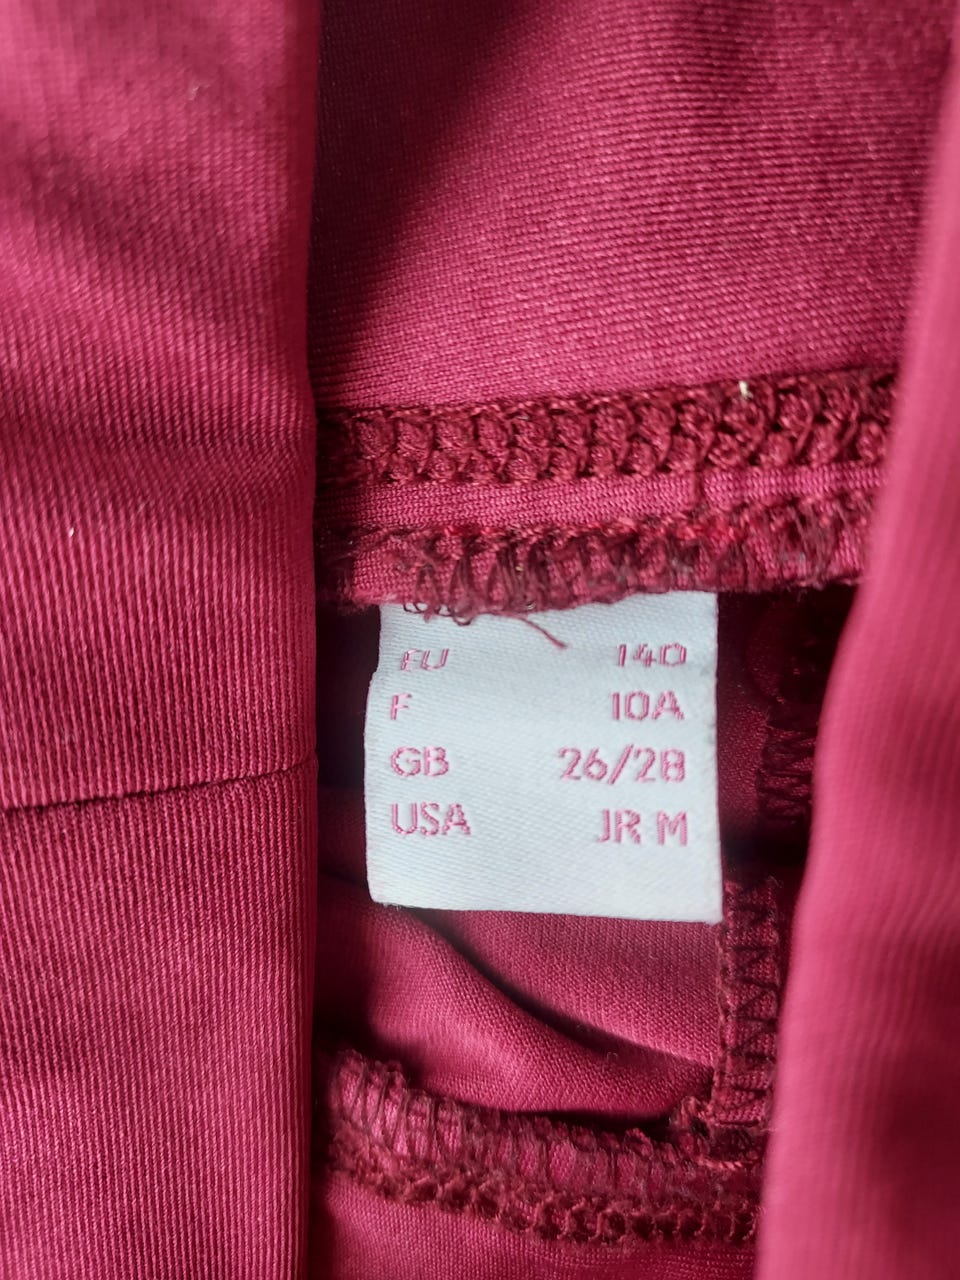 EU 140
F 10A
GB 26/28
USA JR M